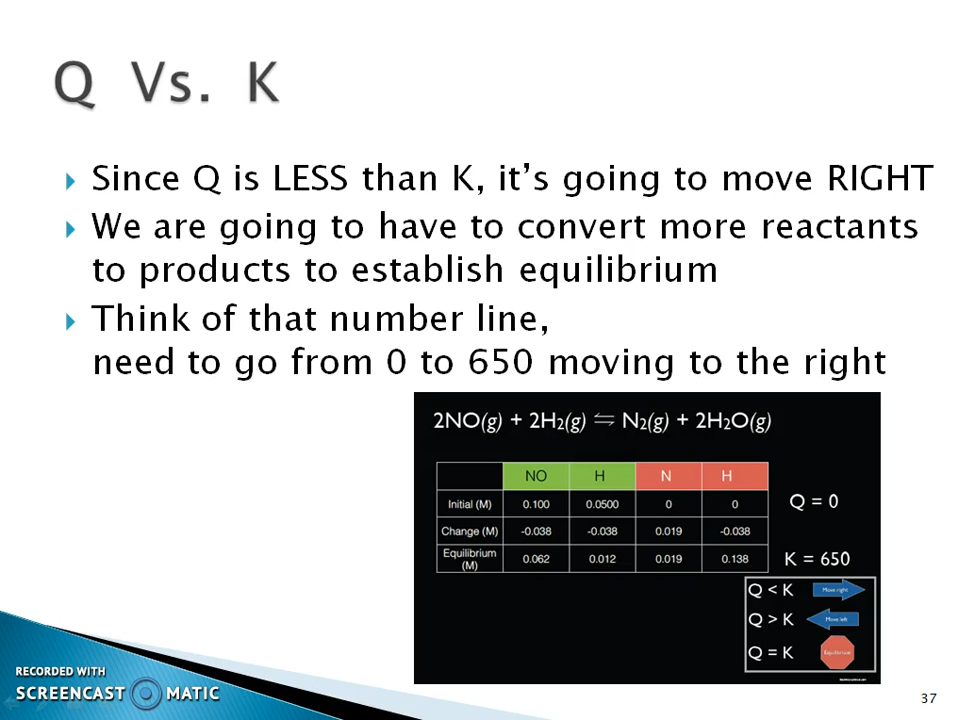 Q Vs. K
Since Q is LESS than K, it's going to move RIGHT
We are going to have to convert more reactants
to products to establish equilibrium
Think of that number line,
need to go from 0 to 650 moving to the right
2NO(g) + 2H₂(g) ⇌ N₂(g) + 2H₂O(g)
NO H N H
Initial (M) 0.100 0.0500 0 0
Q = 0
Change (M) -0.038 -0.038 0.019 -0.038
Equilibrium
(M) 0.062 0.012 0.019 0.138
K = 650
Q < K Move right
Q > K Move left
Q = K Equilibrium
RECORDED WITH
SCREENCAST MATIC
37